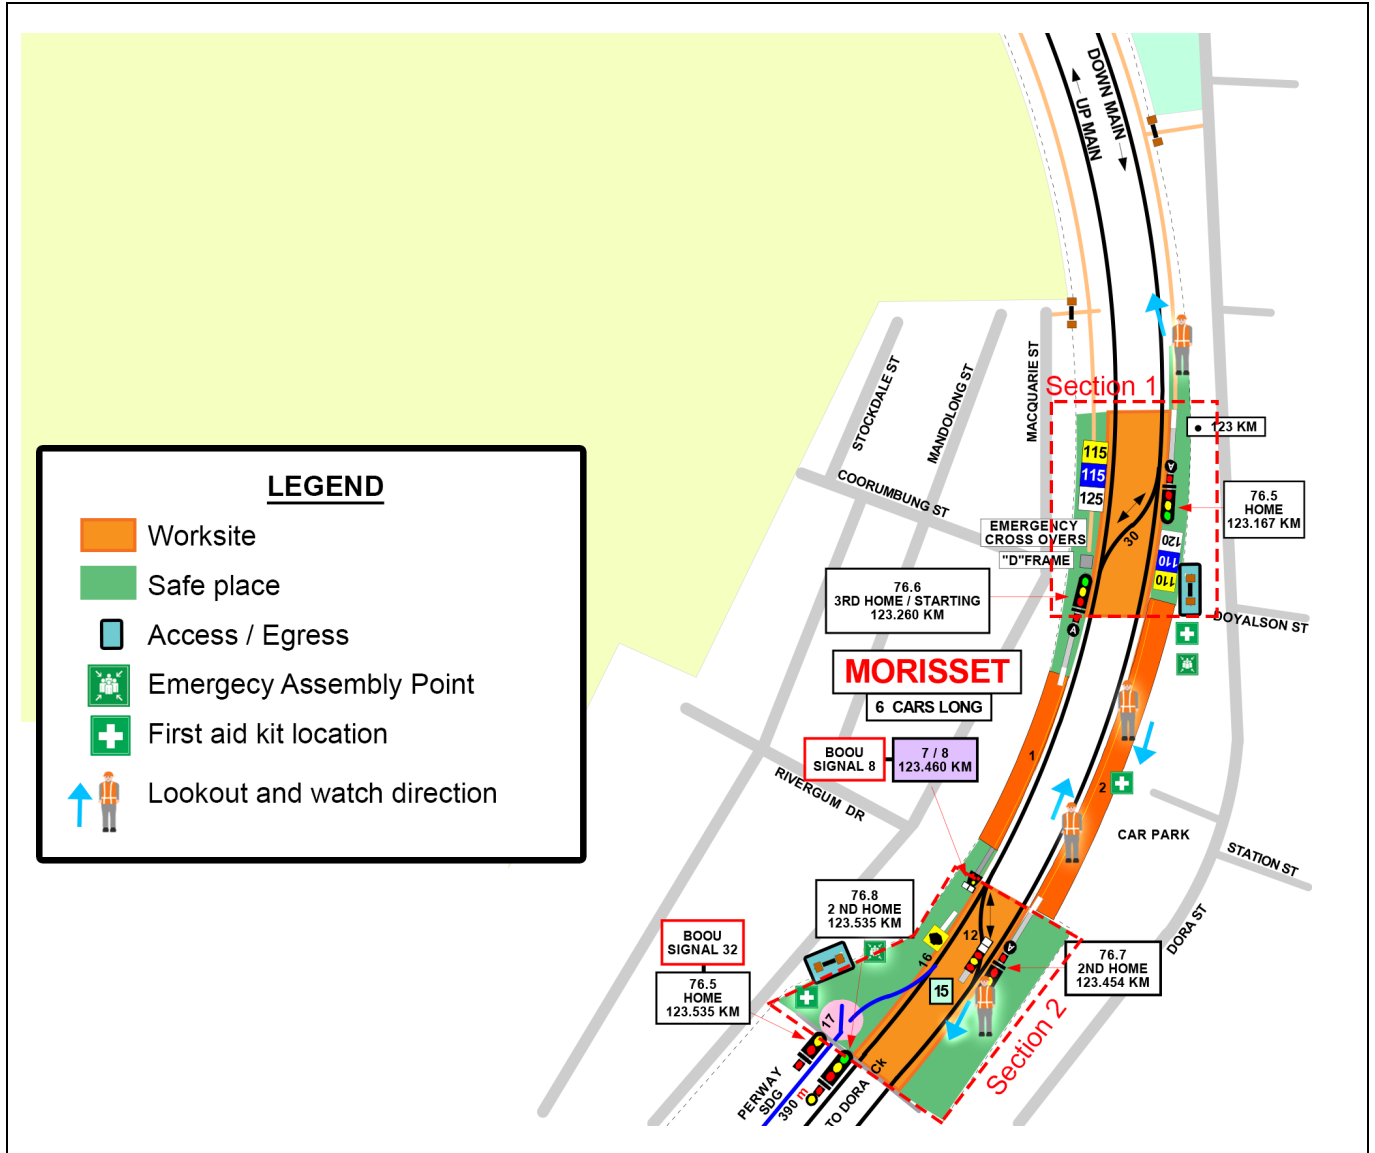 DOWN MAIN
UP MAIN
STOCKDALE ST
MANDOLONG ST
MACQUARIE ST
Section 1
123 KM
115
115
125
COORUMBUNG ST
76.5
HOME
123.167 KM
EMERGENCY
CROSS OVERS
30
120
110
110
"D"FRAME
A
76.6
3RD HOME / STARTING
123.260 KM
A
DOYALSON ST
MORISSET
6 CARS LONG
BOOU
SIGNAL 8
7 / 8
123.460 KM
1
2
RIVERGUM DR
CAR PARK
STATION ST
DORA ST
76.8
2 ND HOME
123.535 KM
BOOU
SIGNAL 32
76.5
HOME
123.535 KM
12
A
16
15
76.7
2ND HOME
123.454 KM
17
Section 2
PERWAY
SDG
390 m
TO DORA Ck
LEGEND
Worksite
Safe place
Access / Egress
Emergecy Assembly Point
First aid kit location
Lookout and watch direction